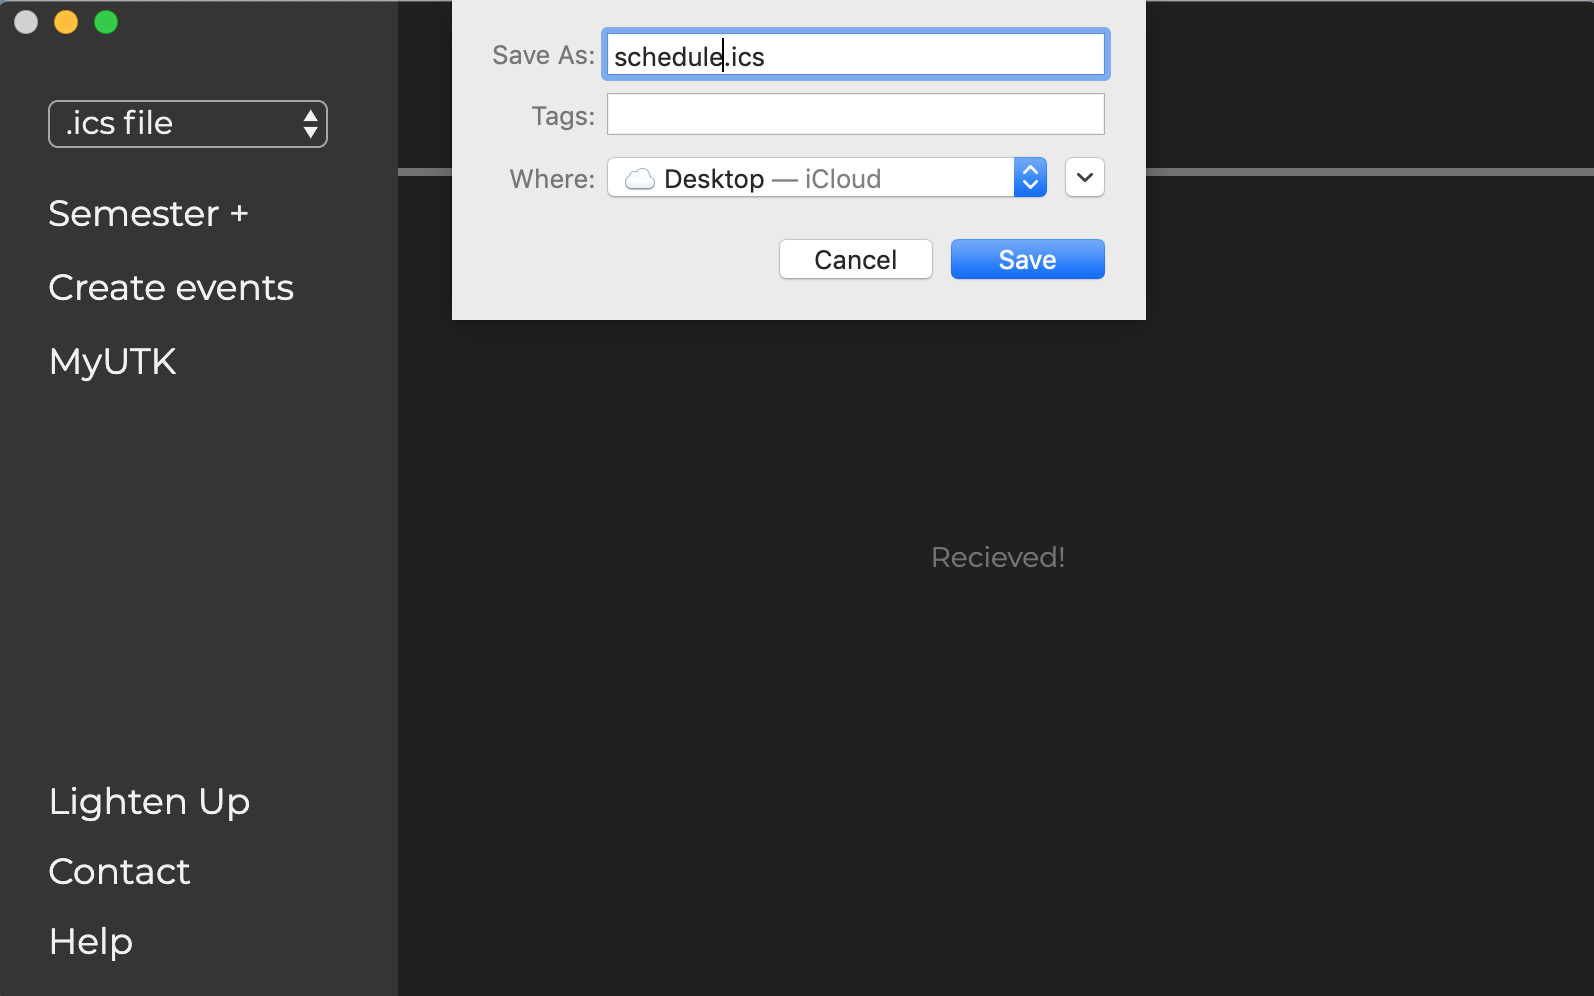 .ics file
Semester +
Create events
MyUTK
Lighten Up
Contact
Help
Save As: schedule.ics
Tags:
Where: Desktop — iCloud
Cancel Save
Recieved!